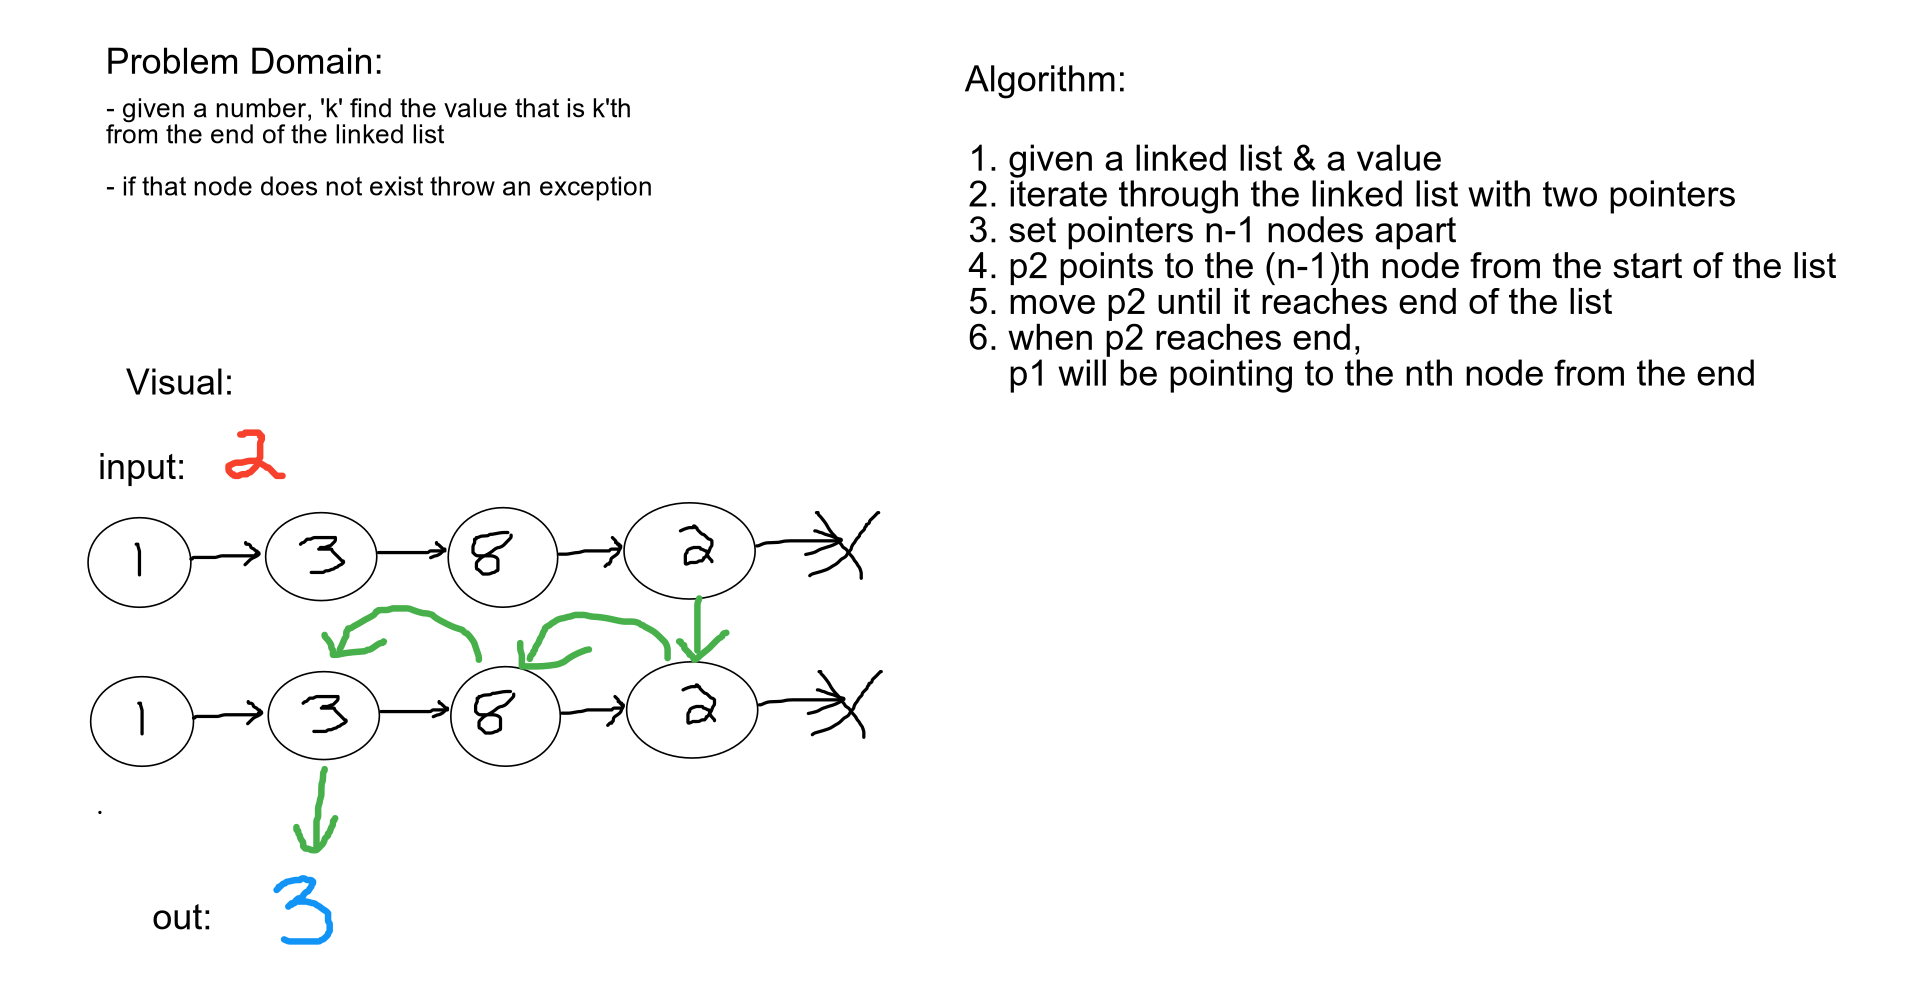 Problem Domain:
- given a number, 'k' find the value that is k'th
from the end of the linked list
- if that node does not exist throw an exception
Algorithm:
1. given a linked list & a value
2. iterate through the linked list with two pointers
3. set pointers n-1 nodes apart
4. p2 points to the (n-1)th node from the start of the list
5. move p2 until it reaches end of the list
6. when p2 reaches end,
p1 will be pointing to the nth node from the end
Visual:
input: 2
1 3 8 2
1 3 8 2
.
out: 3